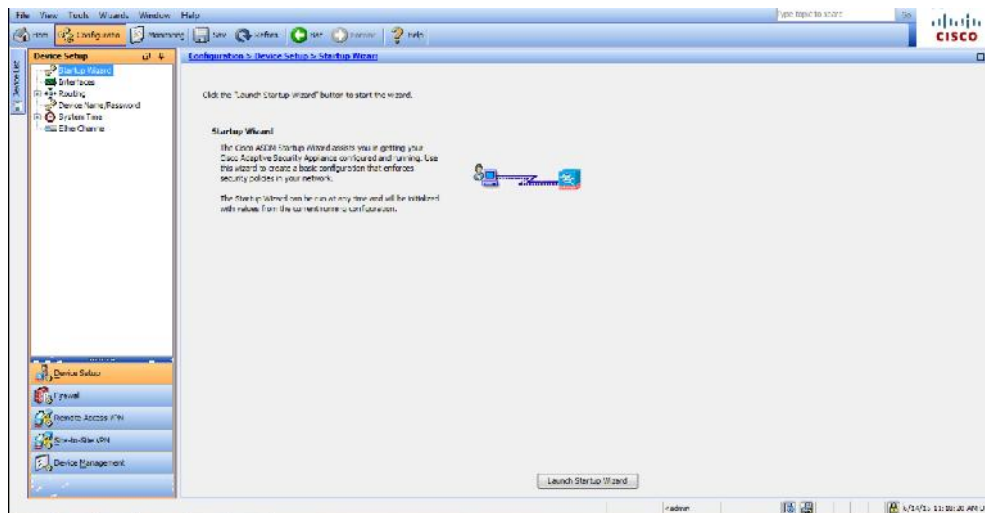 File View Tools Wizards Window Help
Type topic to search Go
Home Configuration Monitoring Save Refresh Back Forward Help
CISCO
Device List
Device Setup
Configuration > Device Setup > Startup Wizard
Startup Wizard
Interfaces
Routing
Device Name/Password
System Time
EtherChannel
Click the "Launch Startup Wizard" button to start the wizard.
Startup Wizard
The Cisco ASDM Startup Wizard assists you in getting your
Cisco Adaptive Security Appliance configured and running. Use
this wizard to create a basic configuration that enforces
security policies in your network.
The Startup Wizard can be run at any time and will be initialized
with values from the current running configuration.
Device Setup
Firewall
Remote Access VPN
Site-to-Site VPN
Device Management
Launch Startup Wizard
<admin>